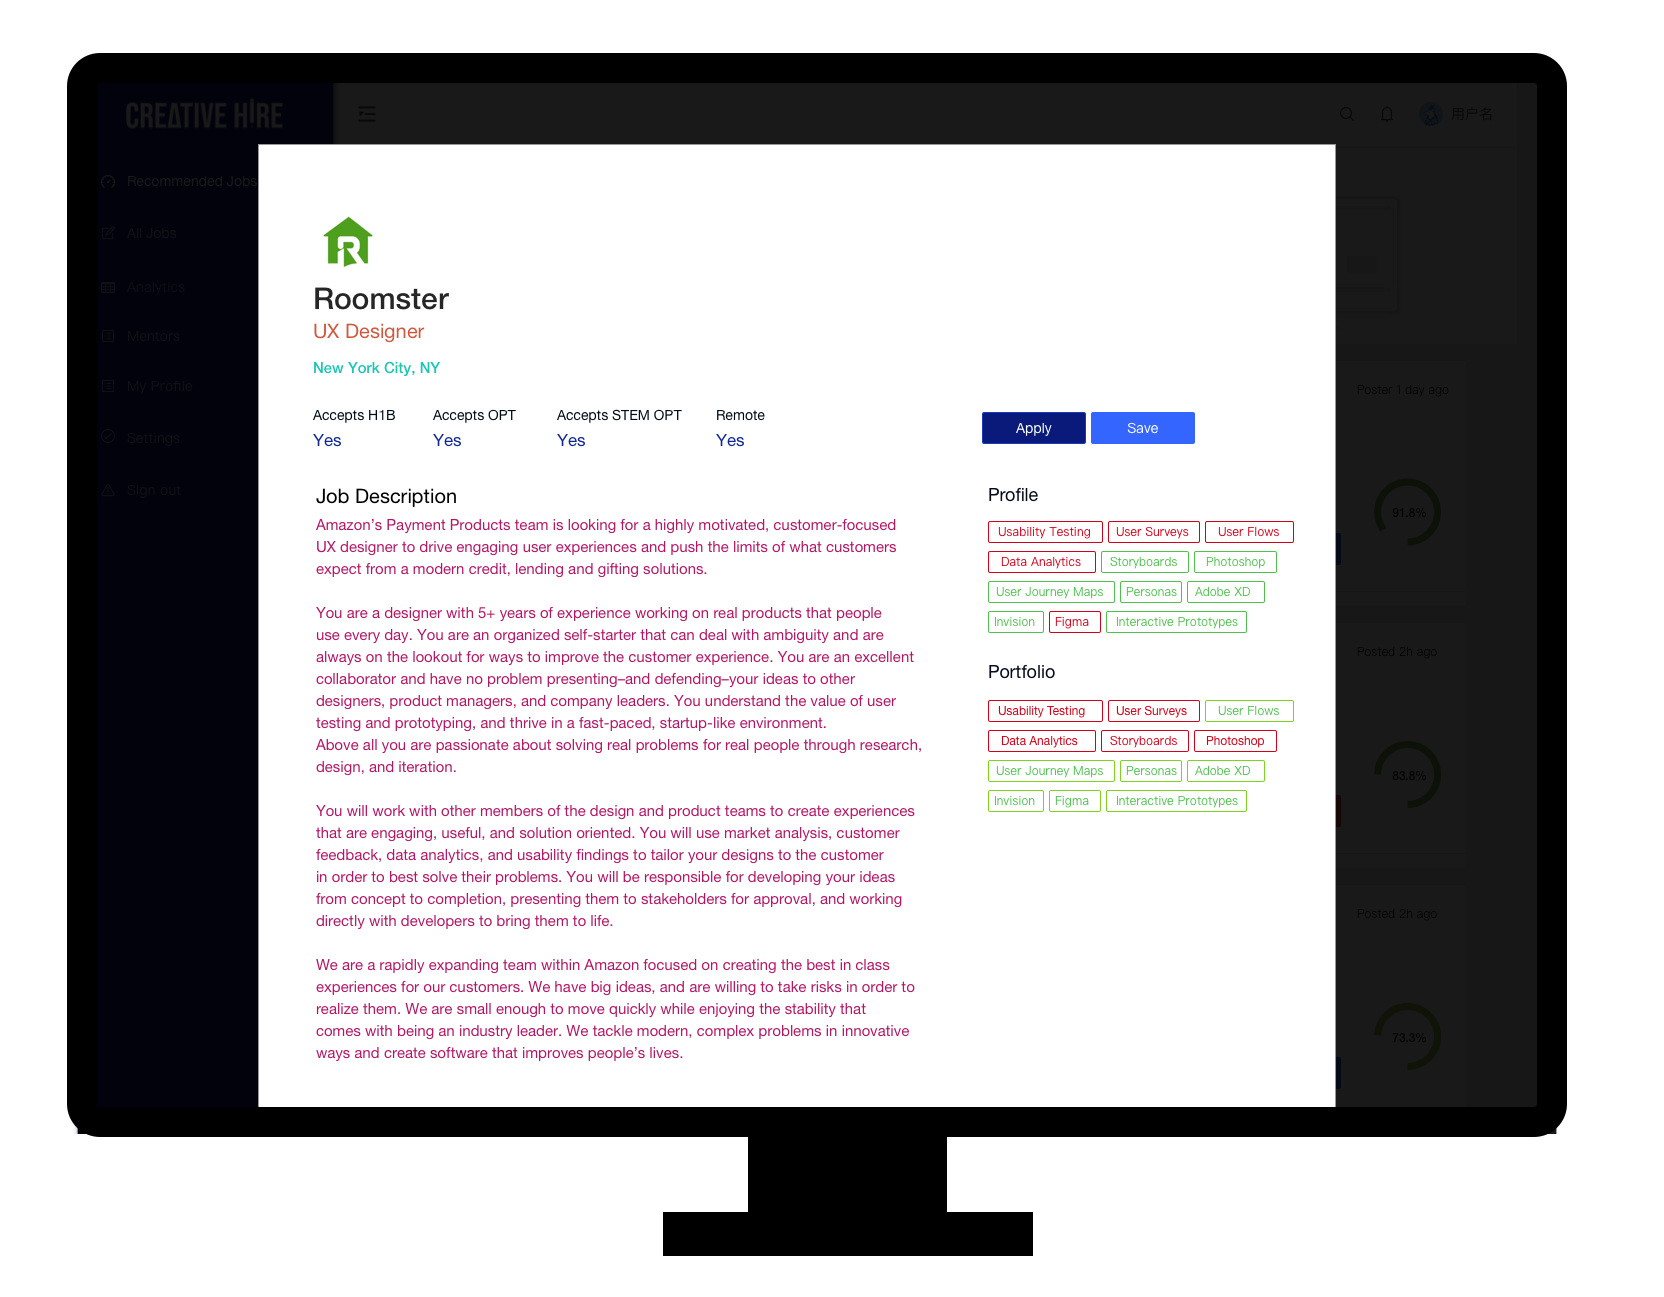 CREATIVE HIRE
用户名
Recommended Jobs
All Jobs
Analytics
Mentors
My Profile
Settings
Sign out
Roomster
UX Designer
New York City, NY
Accepts H1B Accepts OPT Accepts STEM OPT Remote
Yes Yes Yes Yes
Apply Save
Job Description
Amazon’s Payment Products team is looking for a highly motivated, customer-focused
UX designer to drive engaging user experiences and push the limits of what customers
expect from a modern credit, lending and gifting solutions.
You are a designer with 5+ years of experience working on real products that people
use every day. You are an organized self-starter that can deal with ambiguity and are
always on the lookout for ways to improve the customer experience. You are an excellent
collaborator and have no problem presenting–and defending–your ideas to other
designers, product managers, and company leaders. You understand the value of user
testing and prototyping, and thrive in a fast-paced, startup-like environment.
Above all you are passionate about solving real problems for real people through research,
design, and iteration.
You will work with other members of the design and product teams to create experiences
that are engaging, useful, and solution oriented. You will use market analysis, customer
feedback, data analytics, and usability findings to tailor your designs to the customer
in order to best solve their problems. You will be responsible for developing your ideas
from concept to completion, presenting them to stakeholders for approval, and working
directly with developers to bring them to life.
We are a rapidly expanding team within Amazon focused on creating the best in class
experiences for our customers. We have big ideas, and are willing to take risks in order to
realize them. We are small enough to move quickly while enjoying the stability that
comes with being an industry leader. We tackle modern, complex problems in innovative
ways and create software that improves people’s lives.
Profile
Usability Testing User Surveys User Flows
Data Analytics Storyboards Photoshop
User Journey Maps Personas Adobe XD
Invision Figma Interactive Prototypes
Portfolio
Usability Testing User Surveys User Flows
Data Analytics Storyboards Photoshop
User Journey Maps Personas Adobe XD
Invision Figma Interactive Prototypes
Poster 1 day ago
91.8%
Posted 2h ago
83.8%
Posted 2h ago
73.3%